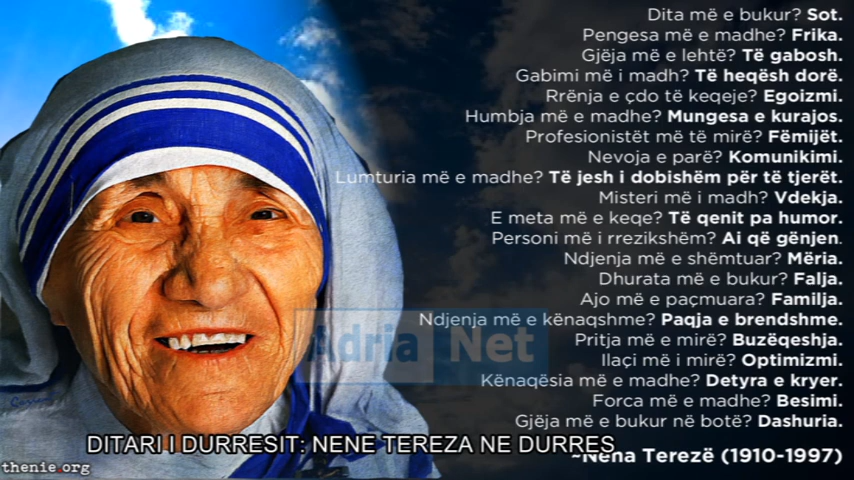 Dita më e bukur? Sot.
Pengesa më e madhe? Frika.
Gjëja më e lehtë? Të gabosh.
Gabimi më i madh? Të heqësh dorë.
Rrënja e çdo të keqeje? Egoizmi.
Humbja më e madhe? Mungesa e kurajos.
Profesionistët më të mirë? Fëmijët.
Nevoja e parë? Komunikimi.
Lumturia më e madhe? Të jesh i dobishëm për të tjerët.
Misteri më i madh? Vdekja.
E meta më e keqe? Të qenit pa humor.
Personi më i rrezikshëm? Ai që gënjen.
Ndjenja më e shëmtuar? Mëria.
Dhurata më e bukur? Falja.
Ajo më e paçmuara? Familja.
Ndjenja më e kënaqshme? Paqja e brendshme.
Pritja më e mirë? Buzëqeshja.
Ilaçi më i mirë? Optimizmi.
Kënaqësia më e madhe? Detyra e kryer.
Forca më e madhe? Besimi.
Gjëja më e bukur në botë? Dashuria.
~Nëna Terezë (1910-1997)
Adria Net
DITARI I DURRESIT: NENE TEREZA NE DURRES
thenie.org